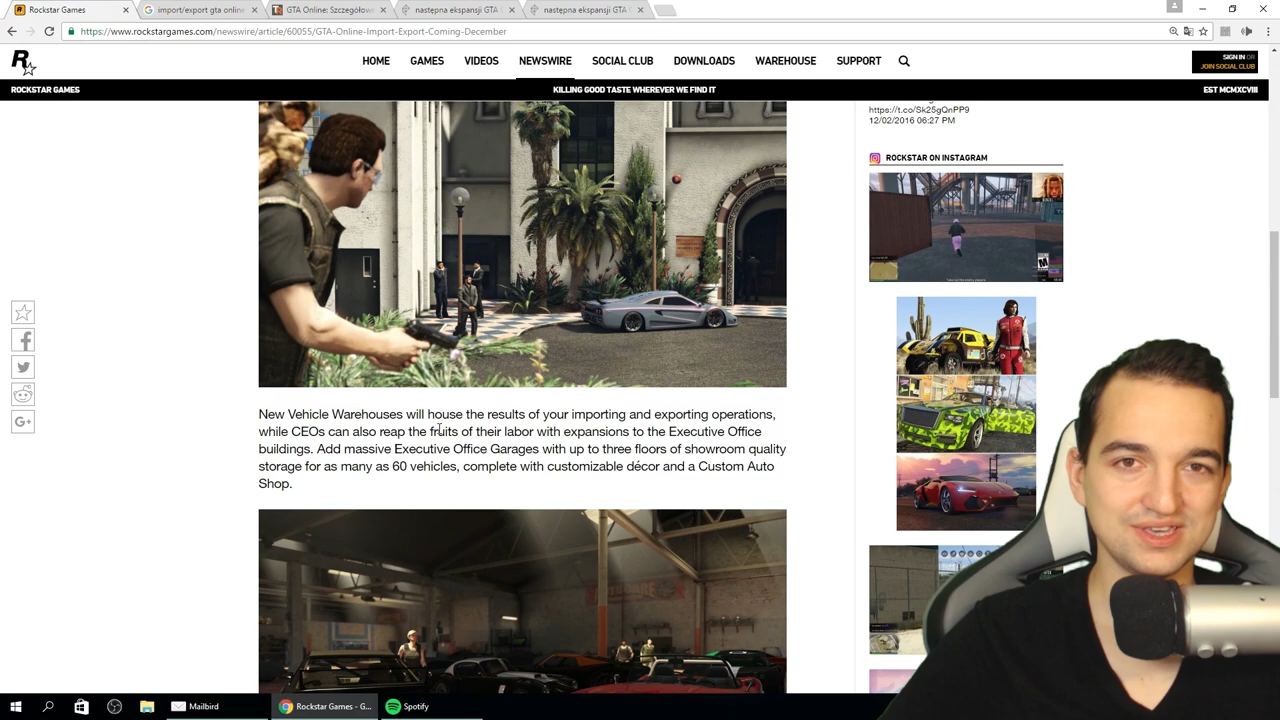 Rockstar Games
import/export gta online
GTA Online: Szczegółowe
następna ekspansji GTA
następna ekspansji GTA
https://www.rockstargames.com/newswire/article/60055/GTA-Online-Import-Export-Coming-December
R
HOME GAMES VIDEOS NEWSWIRE SOCIAL CLUB DOWNLOADS WAREHOUSE SUPPORT
SIGN IN OR
JOIN SOCIAL CLUB
ROCKSTAR GAMES KILLING GOOD TASTE WHEREVER WE FIND IT EST MCMXCVIII
https://t.co/Sk25gQnPP9
12/02/2016 06:27 PM
ROCKSTAR ON INSTAGRAM
New Vehicle Warehouses will house the results of your importing and exporting operations,
while CEOs can also reap the fruits of their labor with expansions to the Executive Office
buildings. Add massive Executive Office Garages with up to three floors of showroom quality
storage for as many as 60 vehicles, complete with customizable décor and a Custom Auto
Shop.
Mailbird
Rockstar Games - G...
Spotify